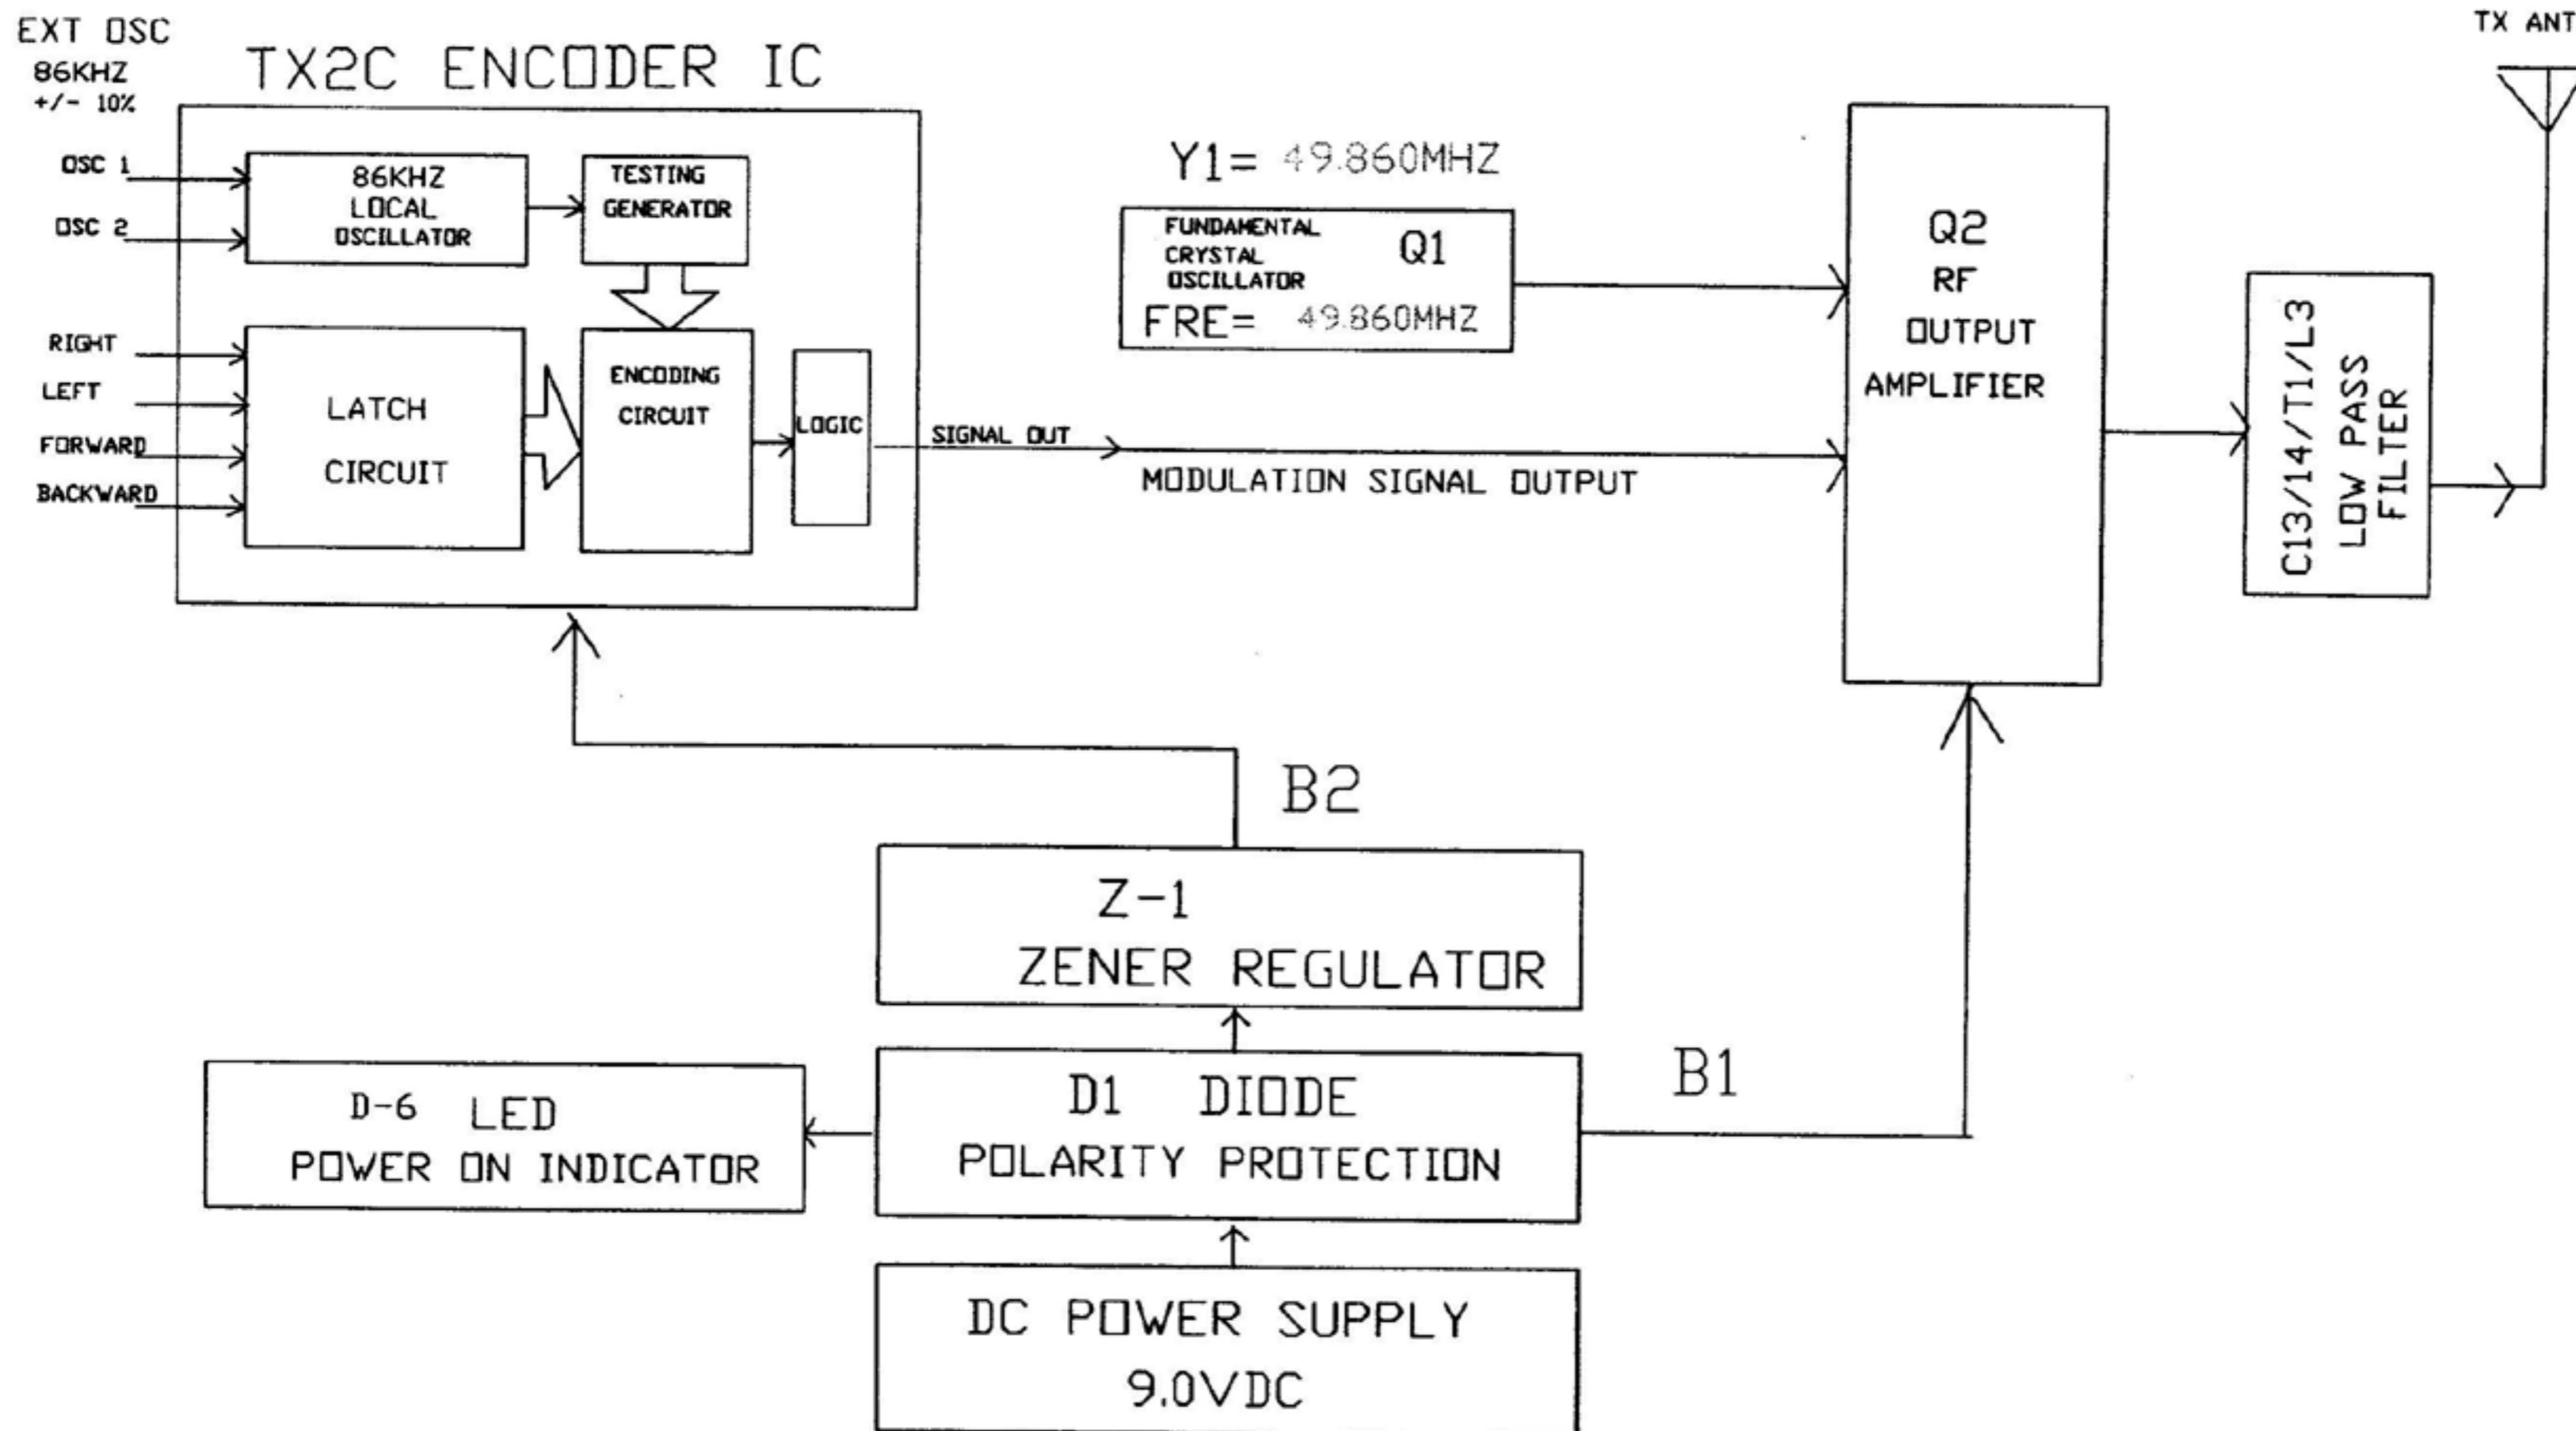 EXT OSC
86KHZ
+/- 10%
TX2C ENCODER IC
TX ANT
OSC 1
OSC 2
86KHZ
LOCAL
OSCILLATOR
TESTING
GENERATOR
RIGHT
LEFT
FORWARD
BACKWARD
LATCH
CIRCUIT
ENCODING
CIRCUIT
LOGIC
SIGNAL OUT
MODULATION SIGNAL OUTPUT
Y1= 49.860MHZ
FUNDAMENTAL
CRYSTAL
OSCILLATOR
Q1
FRE= 49.860MHZ
Q2
RF
OUTPUT
AMPLIFIER
C13/14/T1/L3
LOW PASS
FILTER
B2
Z-1
ZENER REGULATOR
B1
D1 DIODE
POLARITY PROTECTION
D-6 LED
POWER ON INDICATOR
DC POWER SUPPLY
9.0VDC